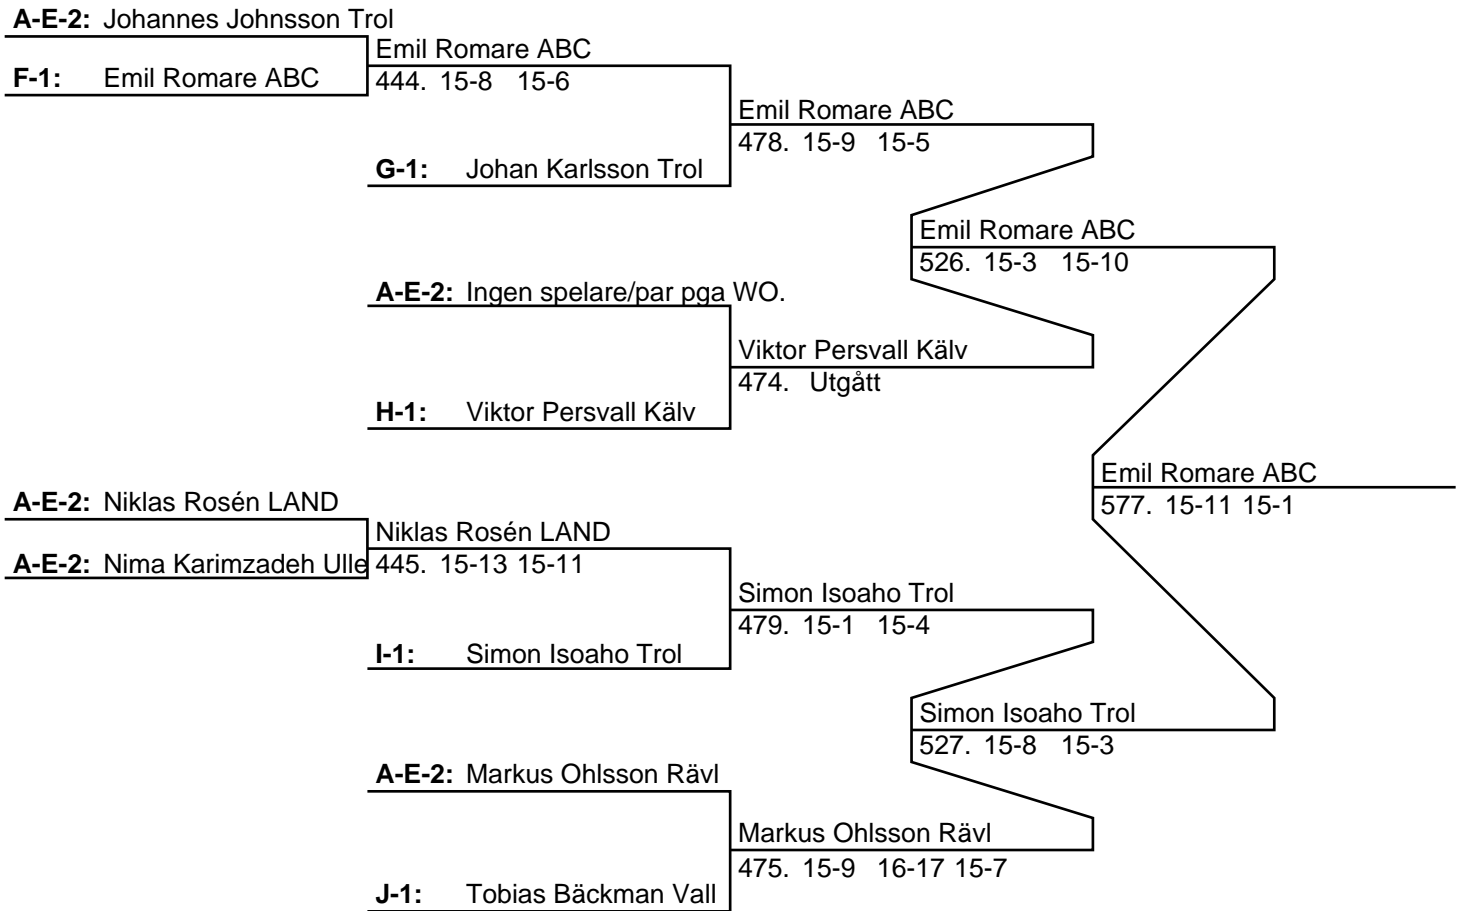 A-E-2: Johannes Johnsson Trol
Emil Romare ABC
F-1: Emil Romare ABC
444. 15-8 15-6
Emil Romare ABC
478. 15-9 15-5
G-1: Johan Karlsson Trol
Emil Romare ABC
526. 15-3 15-10
A-E-2: Ingen spelare/par pga WO.
Viktor Persvall Kälv
474. Utgått
H-1: Viktor Persvall Kälv
Emil Romare ABC
577. 15-11 15-1
A-E-2: Niklas Rosén LAND
Niklas Rosén LAND
A-E-2: Nima Karimzadeh Ulle
445. 15-13 15-11
Simon Isoaho Trol
479. 15-1 15-4
I-1: Simon Isoaho Trol
Simon Isoaho Trol
527. 15-8 15-3
A-E-2: Markus Ohlsson Rävl
Markus Ohlsson Rävl
475. 15-9 16-17 15-7
J-1: Tobias Bäckman Vall